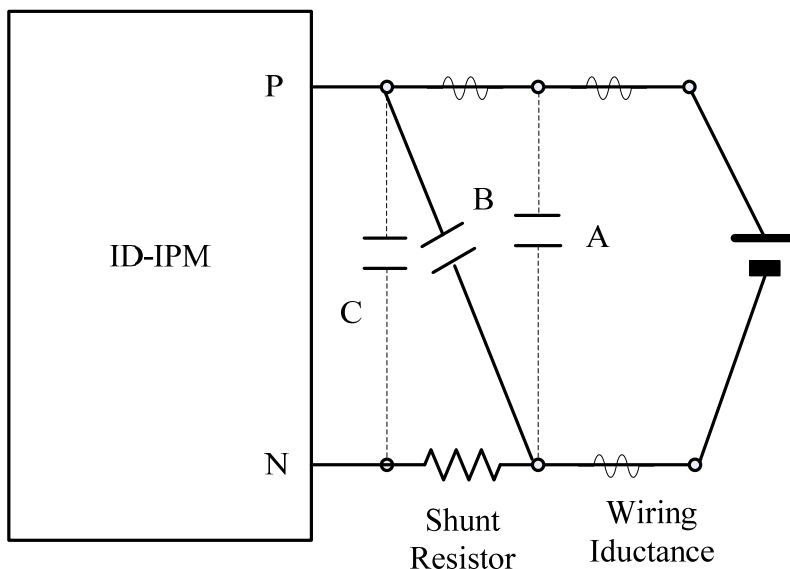 P
B
A
ID-IPM
C
N
Shunt
Resistor
Wiring
Iductance